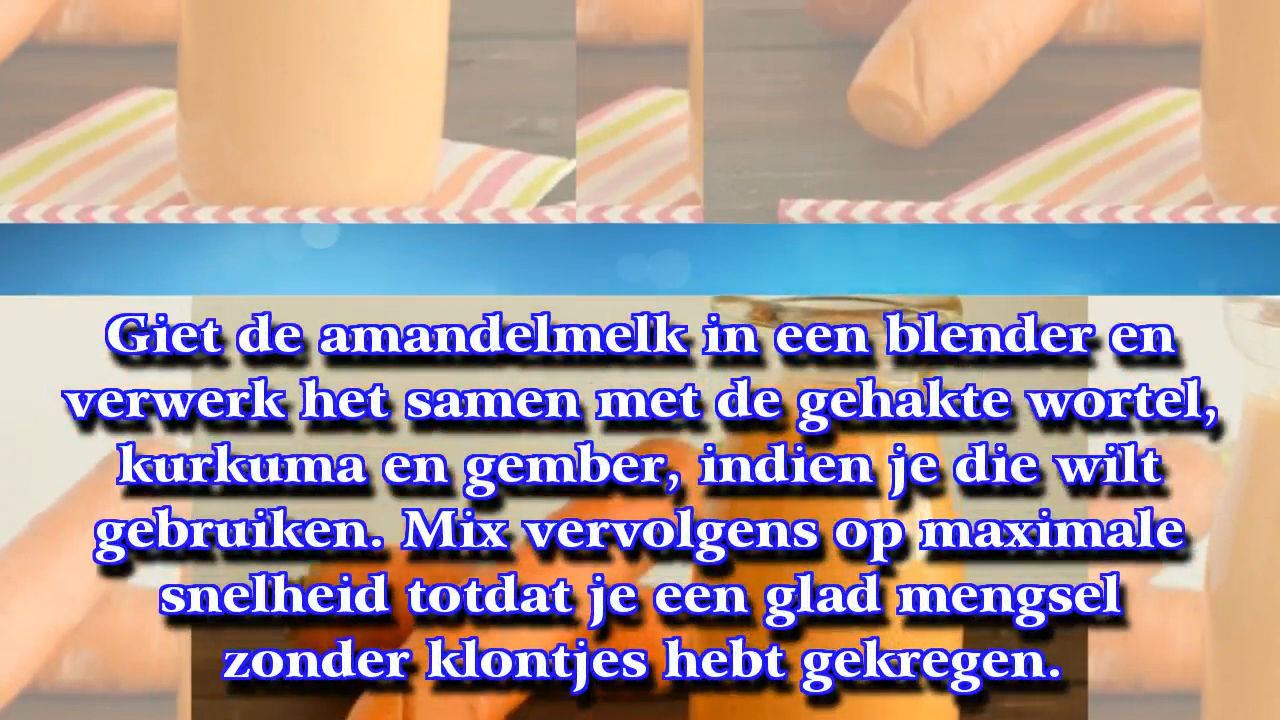 Giet de amandelmelk in een blender en
verwerk het samen met de gehakte wortel,
kurkuma en gember, indien je die wilt
gebruiken. Mix vervolgens op maximale
snelheid totdat je een glad mengsel
zonder klontjes hebt gekregen.